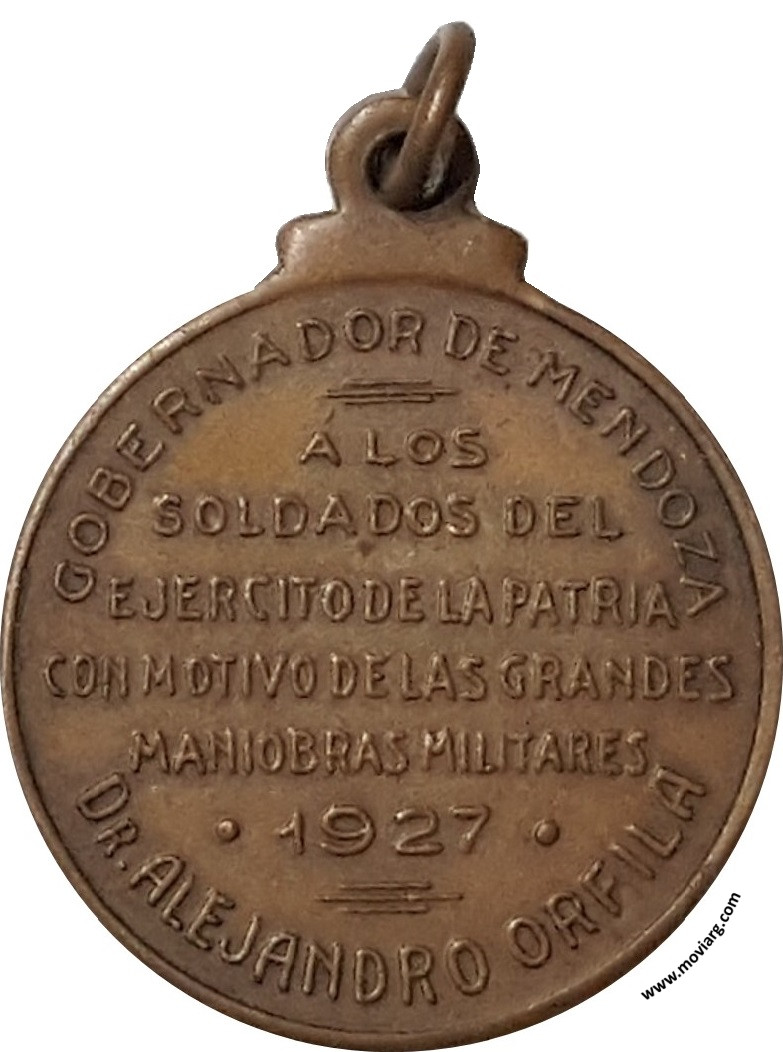 GOBERNADOR DE MENDOZA
A LOS
SOLDADOS DEL
EJERCITO DE LA PATRIA
CON MOTIVO DE LAS GRANDES
MANIOBRAS MILITARES
• 1927 •
DR. ALEJANDRO ORFILA
www.moviarg.com